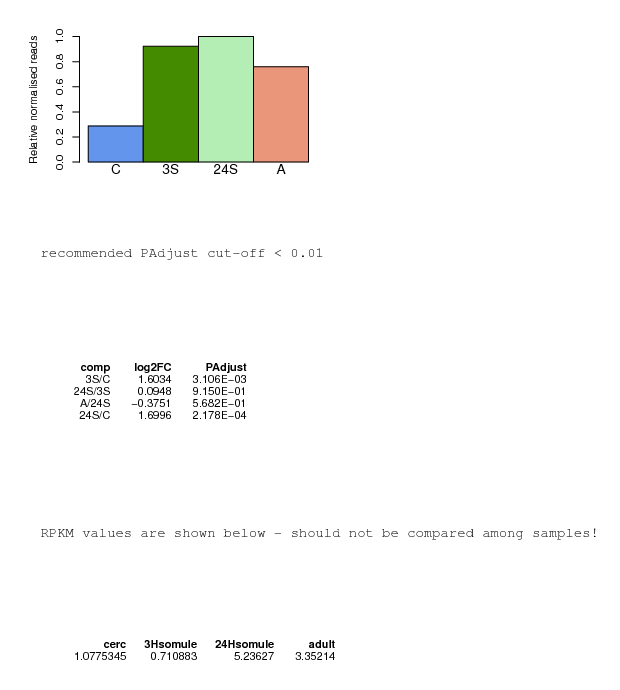 Relative normalised reads
1.0
0.8
0.6
0.4
0.2
0.0
C 3S 24S A
recommended PAdjust cut-off < 0.01
comp log2FC PAdjust
3S/C 1.6034 3.106E-03
24S/3S 0.0948 9.150E-01
A/24S -0.3751 5.682E-01
24S/C 1.6996 2.178E-04
RPKM values are shown below - should not be compared among samples!
cerc 3Hsomule 24Hsomule adult
1.0775345 0.710883 5.23627 3.35214